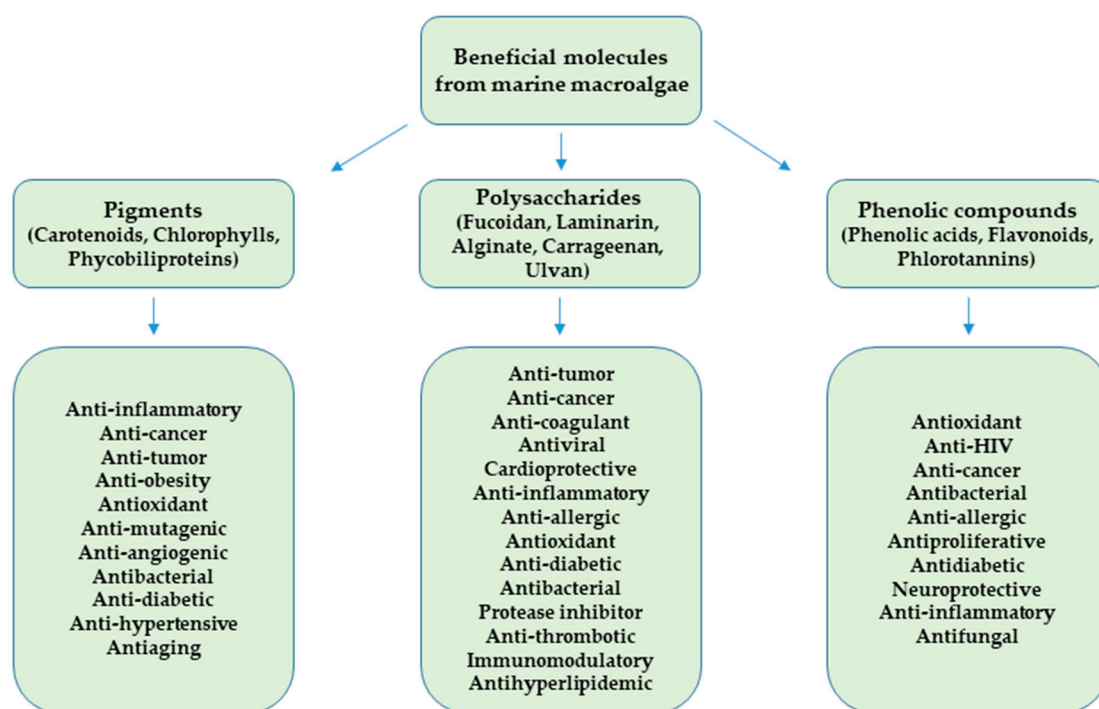 Beneficial molecules
from marine macroalgae
Pigments
(Carotenoids, Chlorophylls,
Phycobiliproteins)
Polysaccharides
(Fucoidan, Laminarin,
Alginate, Carrageenan,
Ulvan)
Phenolic compounds
(Phenolic acids, Flavonoids,
Phlorotannins)
Anti-inflammatory
Anti-cancer
Anti-tumor
Anti-obesity
Antioxidant
Anti-mutagenic
Anti-angiogenic
Antibacterial
Anti-diabetic
Anti-hypertensive
Antiaging
Anti-tumor
Anti-cancer
Anti-coagulant
Antiviral
Cardioprotective
Anti-inflammatory
Anti-allergic
Antioxidant
Anti-diabetic
Antibacterial
Protease inhibitor
Anti-thrombotic
Immunomodulatory
Antihyperlipidemic
Antioxidant
Anti-HIV
Anti-cancer
Antibacterial
Anti-allergic
Antiproliferative
Antidiabetic
Neuroprotective
Anti-inflammatory
Antifungal